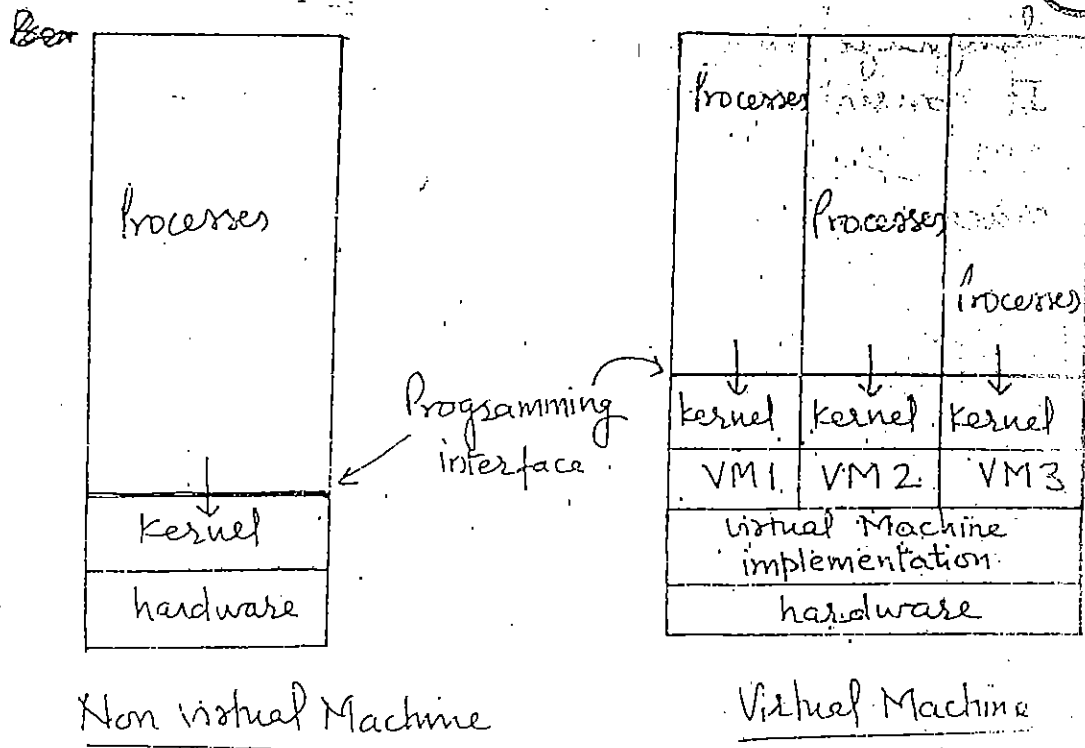 Processes
kernel
hardware
Non virtual Machine
Programming
interface
Processes
Processes
Processes
kernel kernel kernel
VM1 VM2 VM3
virtual Machine
implementation
hardware
Virtual Machine